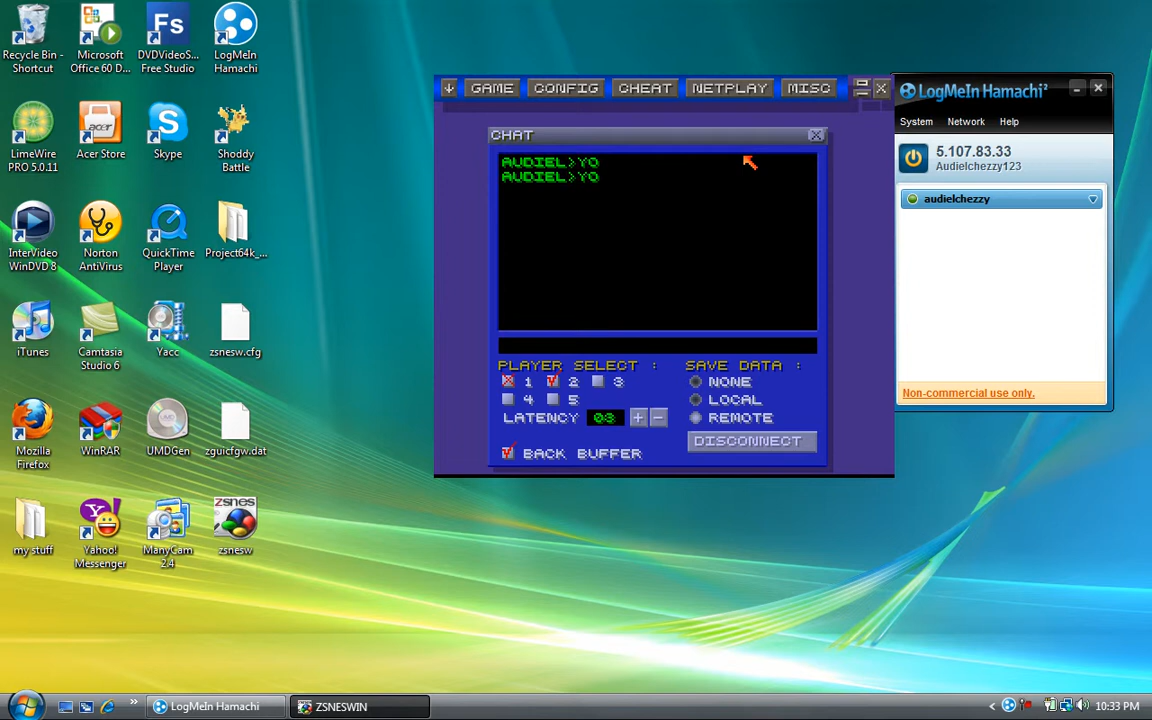 Recycle Bin -
Shortcut
Microsoft
Office 60 D...
Fs
DVDVideoS...
Free Studio
LogMeIn
Hamachi
LimeWire
PRO 5.0.11
acer
Acer Store
Skype
Shoddy
Battle
InterVideo
WinDVD 8
Norton
AntiVirus
QuickTime
Player
Project64k_...
iTunes
Camtasia
Studio 6
Yacc
zsnesw.cfg
Mozilla
Firefox
WinRAR
UMDGen
zguicfgw.dat
my stuff
Yahoo!
Messenger
ManyCam
2.4
zsnes
zsnesw
GAME
CONFIG
CHEAT
NETPLAY
MISC
CHAT
AUDIEL>YO
AUDIEL>YO
PLAYER SELECT :
1 2 3
4 5
LATENCY 03 + -
BACK BUFFER
SAVE DATA :
NONE
LOCAL
REMOTE
DISCONNECT
LogMeIn Hamachi²
System Network Help
5.107.83.33
Audielchezzy123
audielchezzy
Non-commercial use only.
LogMeIn Hamachi
ZSNESWIN
10:33 PM